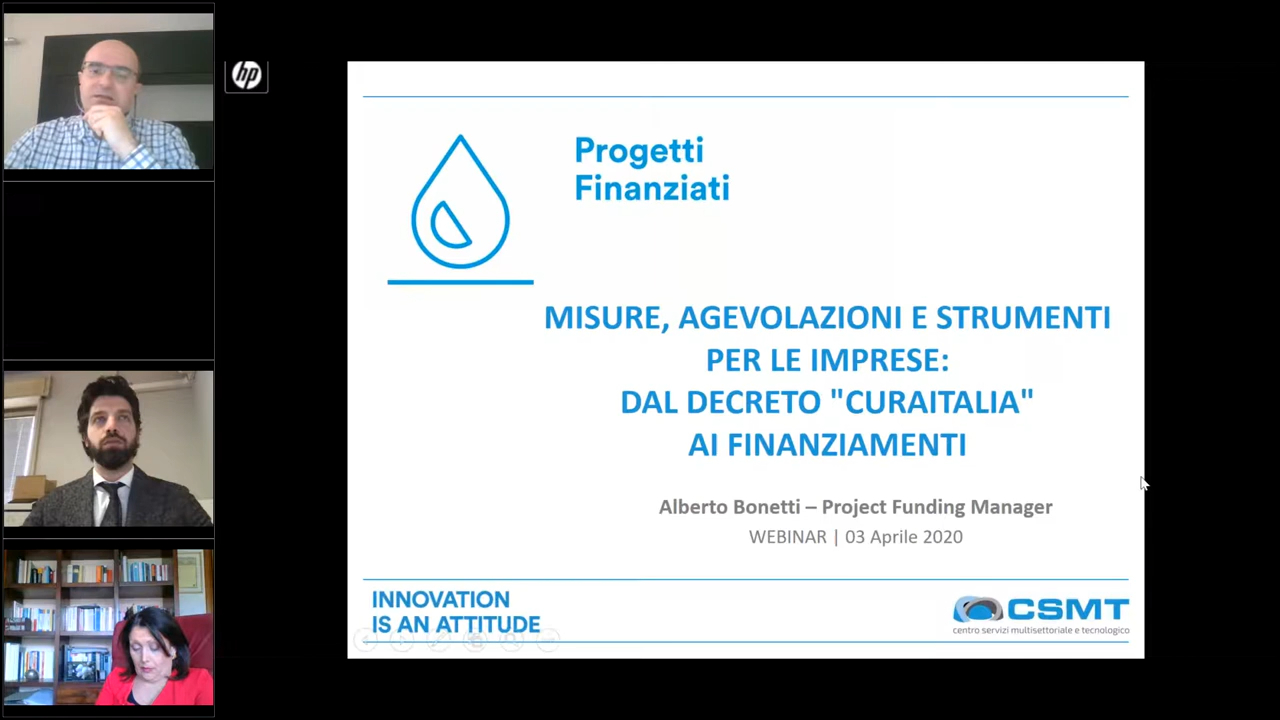 hp
Progetti
Finanziati
MISURE, AGEVOLAZIONI E STRUMENTI
PER LE IMPRESE:
DAL DECRETO "CURAITALIA"
AI FINANZIAMENTI
Alberto Bonetti – Project Funding Manager
WEBINAR | 03 Aprile 2020
INNOVATION
IS AN ATTITUDE
CSMT
centro servizi multisettoriale e tecnologico